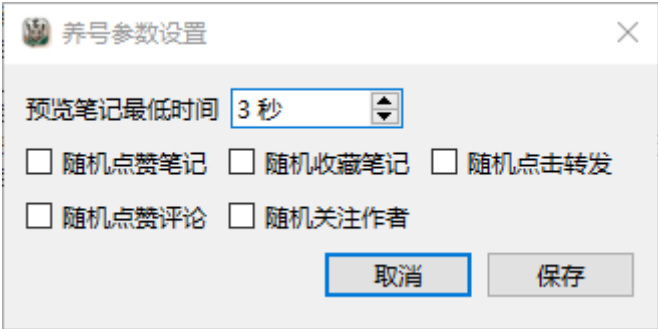 养号参数设置
预览笔记最低时间 3 秒
随机点赞笔记 随机收藏笔记 随机点击转发
随机点赞评论 随机关注作者
取消 保存